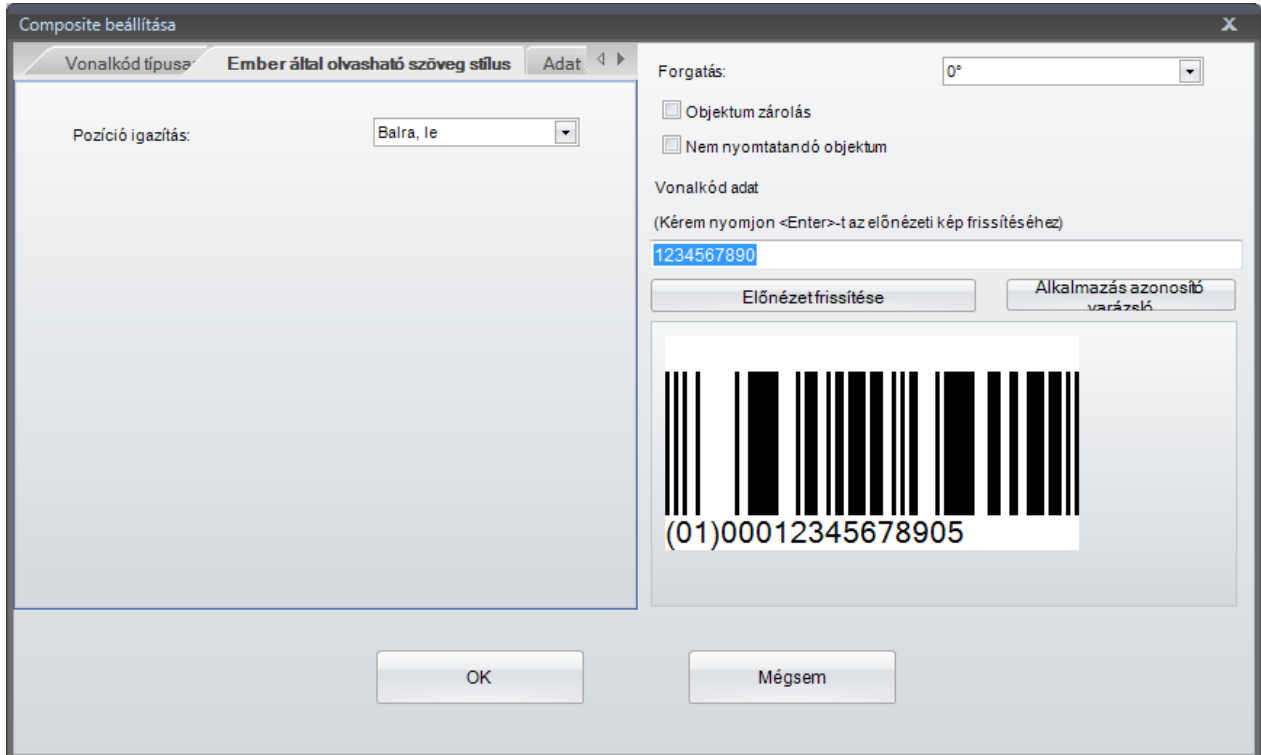 Composite beállítása
X
Vonalkód típusa
Ember által olvasható szöveg stílus
Adat
Pozíció igazítás:
Balra, le
Forgatás:
0°
Objektum zárolás
Nem nyomtatandó objektum
Vonalkód adat
(Kérem nyomjon <Enter>-t az előnézeti kép frissítéséhez)
1234567890
Előnézet frissítése
Alkalmazás azonosító
varázsló
(01)00012345678905
OK
Mégsem